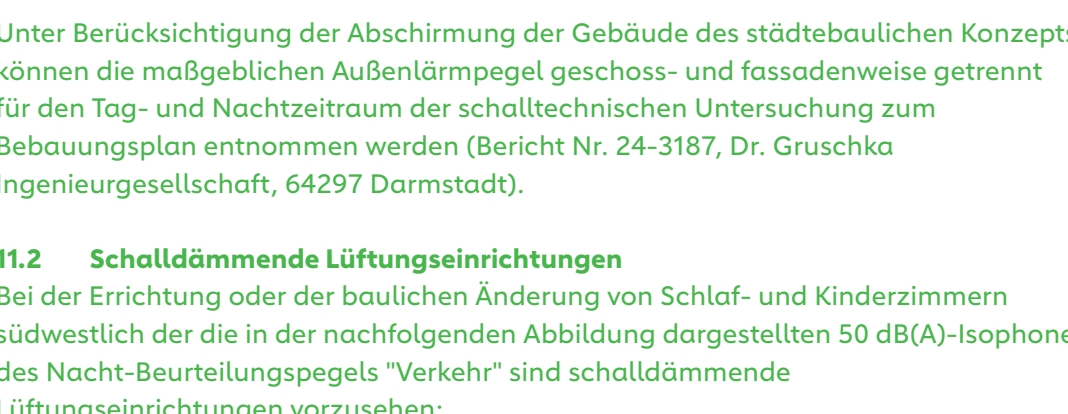 Unter Berücksichtigung der Abschirmung der Gebäude des städtebaulichen Konzepts
können die maßgeblichen Außenlärmpegel geschoss- und fassadenweise getrennt
für den Tag- und Nachtzeitraum der schalltechnischen Untersuchung zum
Bebauungsplan entnommen werden (Bericht Nr. 24-3187, Dr. Gruschka
Ingenieurgesellschaft, 64297 Darmstadt).
11.2 Schalldämmende Lüftungseinrichtungen
Bei der Errichtung oder der baulichen Änderung von Schlaf- und Kinderzimmern
südwestlich der die in der nachfolgenden Abbildung dargestellten 50 dB(A)-Isophone
des Nacht-Beurteilungspegels "Verkehr" sind schalldämmende
Lüftungseinrichtungen vorzusehen: